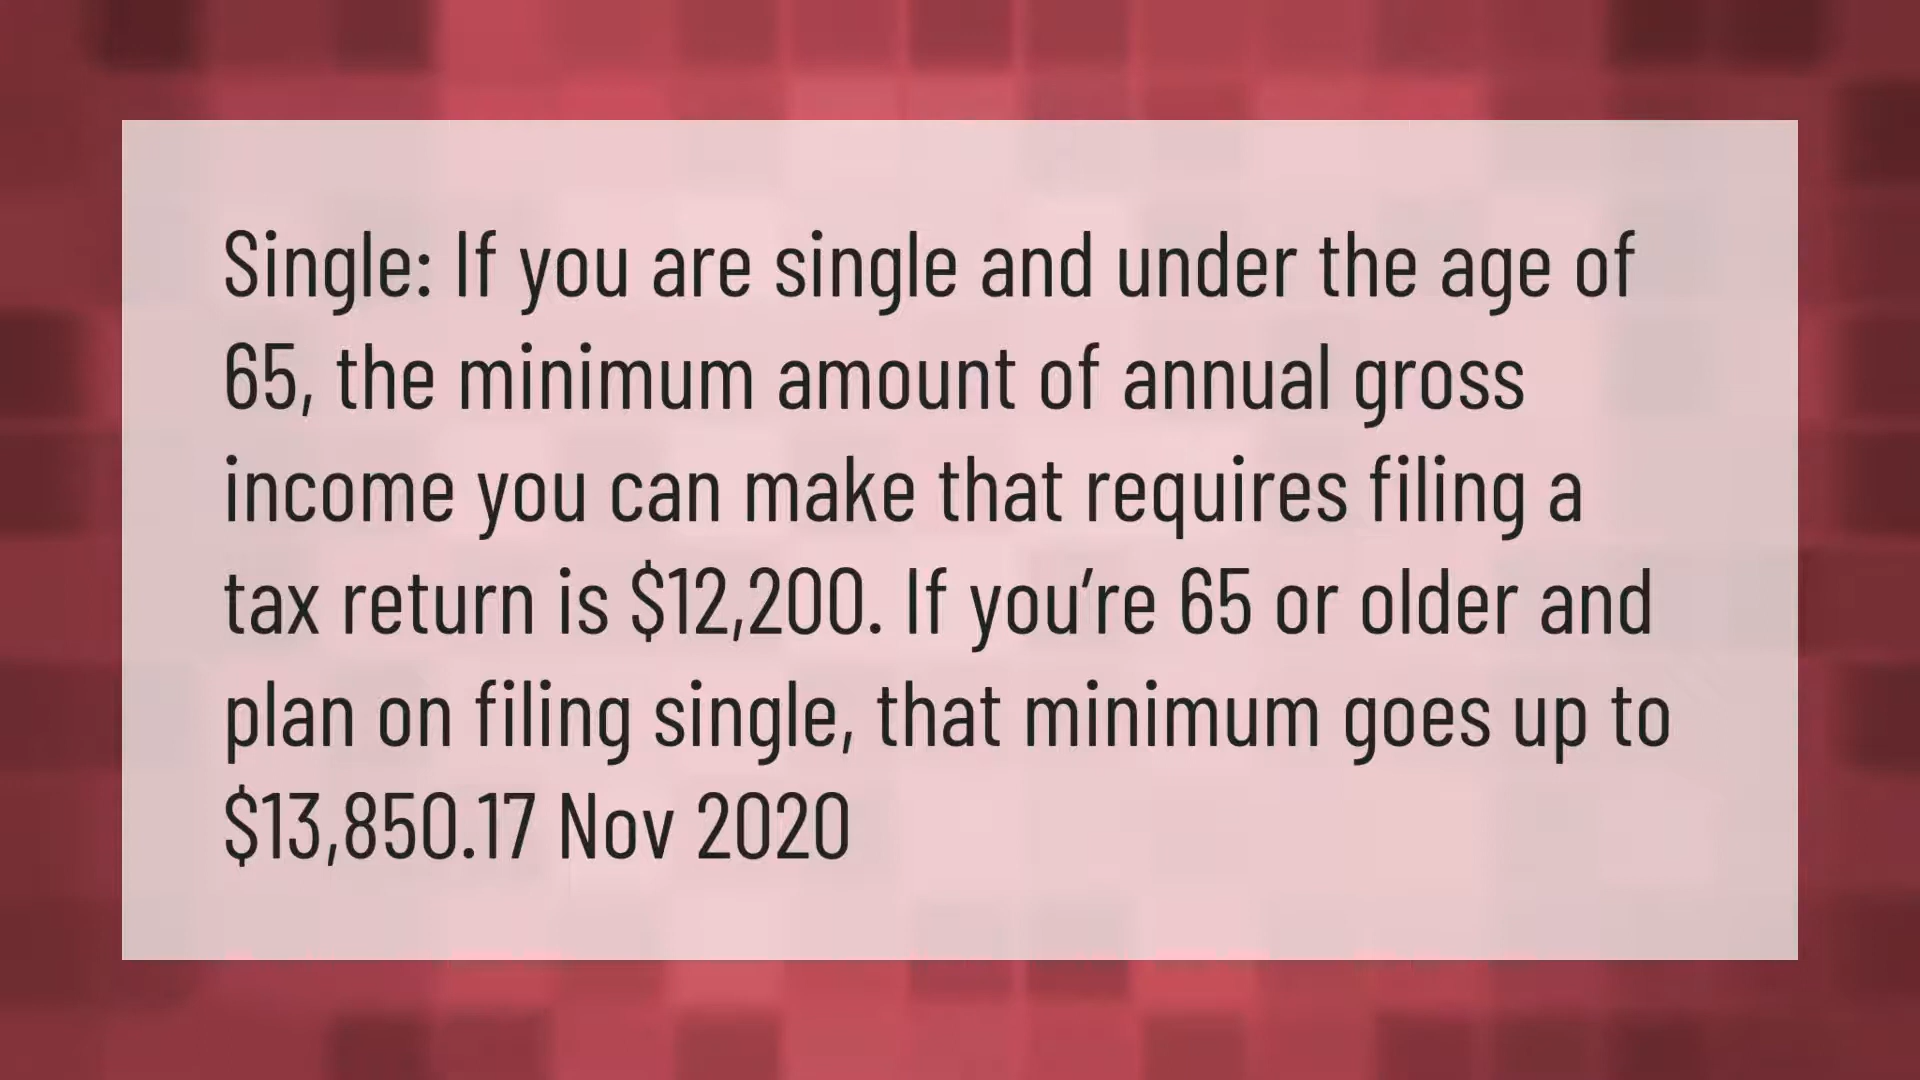 Single: If you are single and under the age of
65, the minimum amount of annual gross
income you can make that requires filing a
tax return is $12,200. If you’re 65 or older and
plan on filing single, that minimum goes up to
$13,850.17 Nov 2020